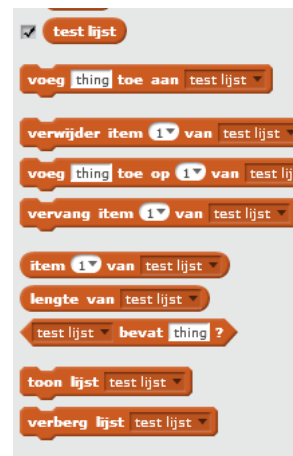 test lijst
voeg thing toe aan test lijst
verwijder item 1 van test lijst
voeg thing toe op 1 van test lij
vervang item 1 van test lijst
item 1 van test lijst
lengte van test lijst
test lijst bevat thing ?
toon lijst test lijst
verberg lijst test lijst